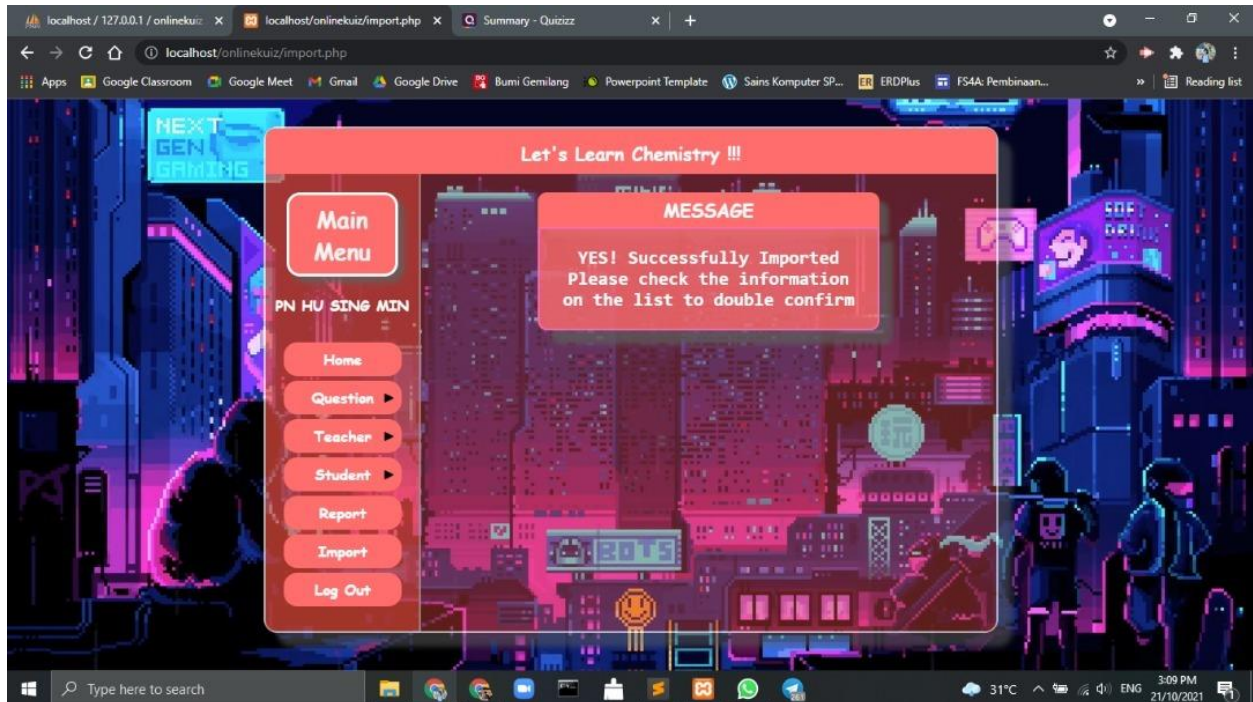 localhost / 127.0.0.1 / onlinekuiz
localhost/onlinekuiz/import.php
Summary - Quizizz
localhost/onlinekuiz/import.php
Apps
Google Classroom
Google Meet
Gmail
Google Drive
Bumi Gemilang
Powerpoint Template
Sains Komputer SP...
ER
ERDPlus
FS4A: Pembinaan...
»
Reading list
NEXT
GEN
GAMING
Let's Learn Chemistry !!!
Main
Menu
PN HU SING MIN
Home
Question
Teacher
Student
Report
Import
Log Out
MESSAGE
YES! Successfully Imported
Please check the information
on the list to double confirm
BOTS
Type here to search
31°C
ENG
3:09 PM
21/10/2021